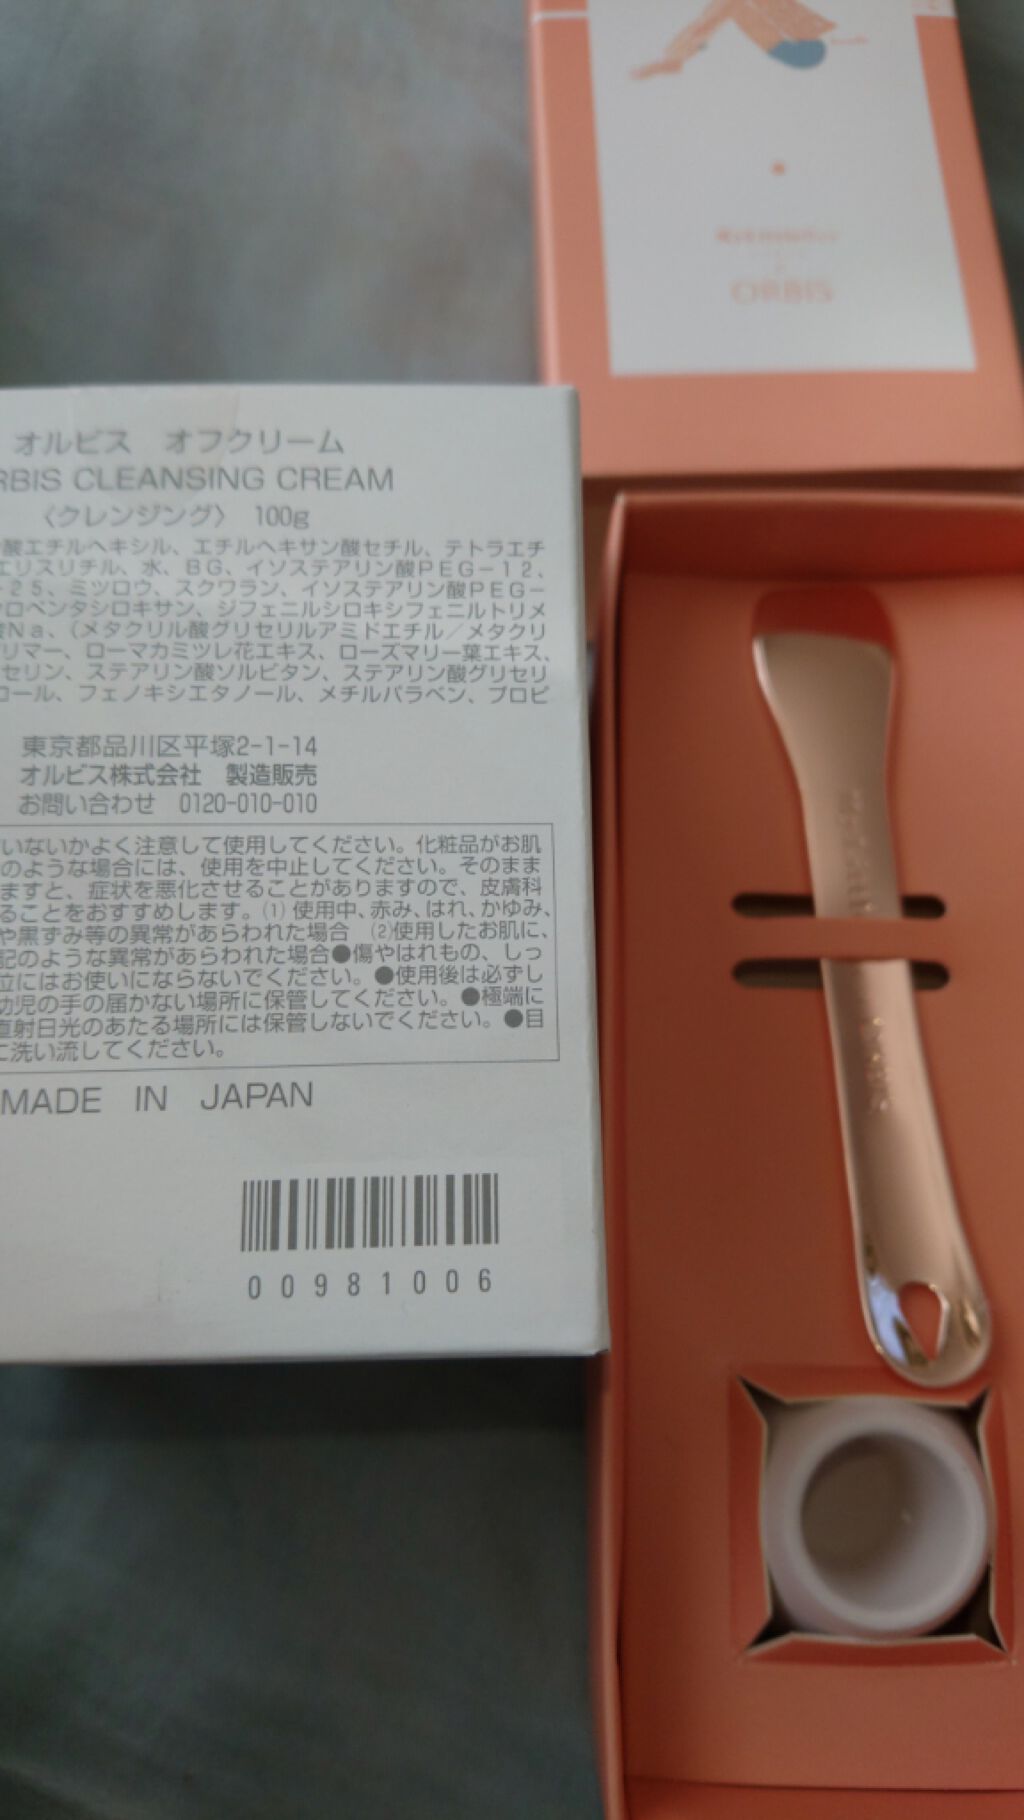 オルビス オフクリーム
RBIS CLEANSING CREAM
〈クレンジング〉 100g
酸エチルヘキシル、エチルヘキサン酸セチル、テトラエチ
エリスリチル、水、BG、イソステアリン酸PEG-12、
25、ミツロウ、スクワラン、イソステアリン酸PEG-
ロペンタシロキサン、ジフェニルシロキシフェニルトリメ
酸Na、(メタクリル酸グリセリルアミドエチル/メタクリ
リマー、ローマカミツレ花エキス、ローズマリー葉エキス、
セリン、ステアリン酸ソルビタン、ステアリン酸グリセリ
ロール、フェノキシエタノール、メチルパラベン、プロピ
東京都品川区平塚2-1-14
オルビス株式会社 製造販売
お問い合わせ 0120-010-010
いないかよく注意して使用してください。化粧品がお肌
のような場合には、使用を中止してください。そのまま
ますと、症状を悪化させることがありますので、皮膚科
ることをおすすめします。(1)使用中、赤み、はれ、かゆみ、
や黒ずみ等の異常があらわれた場合 (2)使用したお肌に、
記のような異常があらわれた場合●傷やはれもの、しっ
位にはお使いにならないでください。●使用後は必ずし
幼児の手の届かない場所に保管してください。●極端に
直射日光のあたる場所には保管しないでください。●目
に洗い流してください。
MADE IN JAPAN
00981006
ORBIS